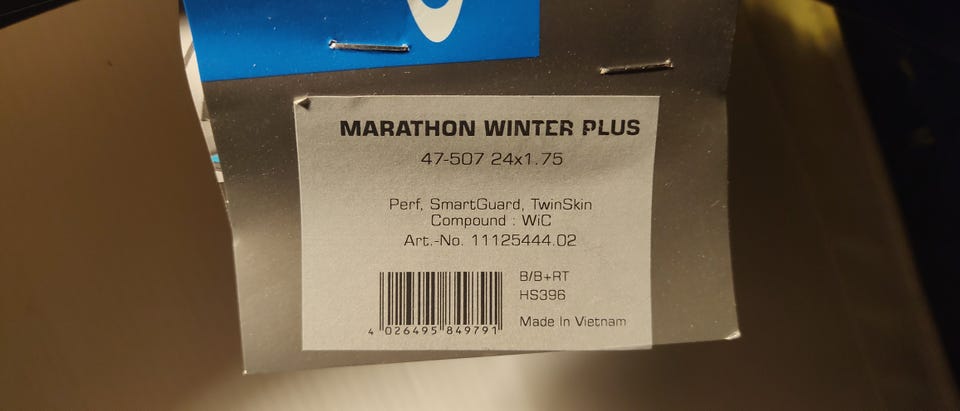 MARATHON WINTER PLUS
47-507 24x1.75
Perf, SmartGuard, TwinSkin
Compound : WiC
Art.-No. 11125444.02
B/B+RT
HS396
Made In Vietnam
4 026495 849791